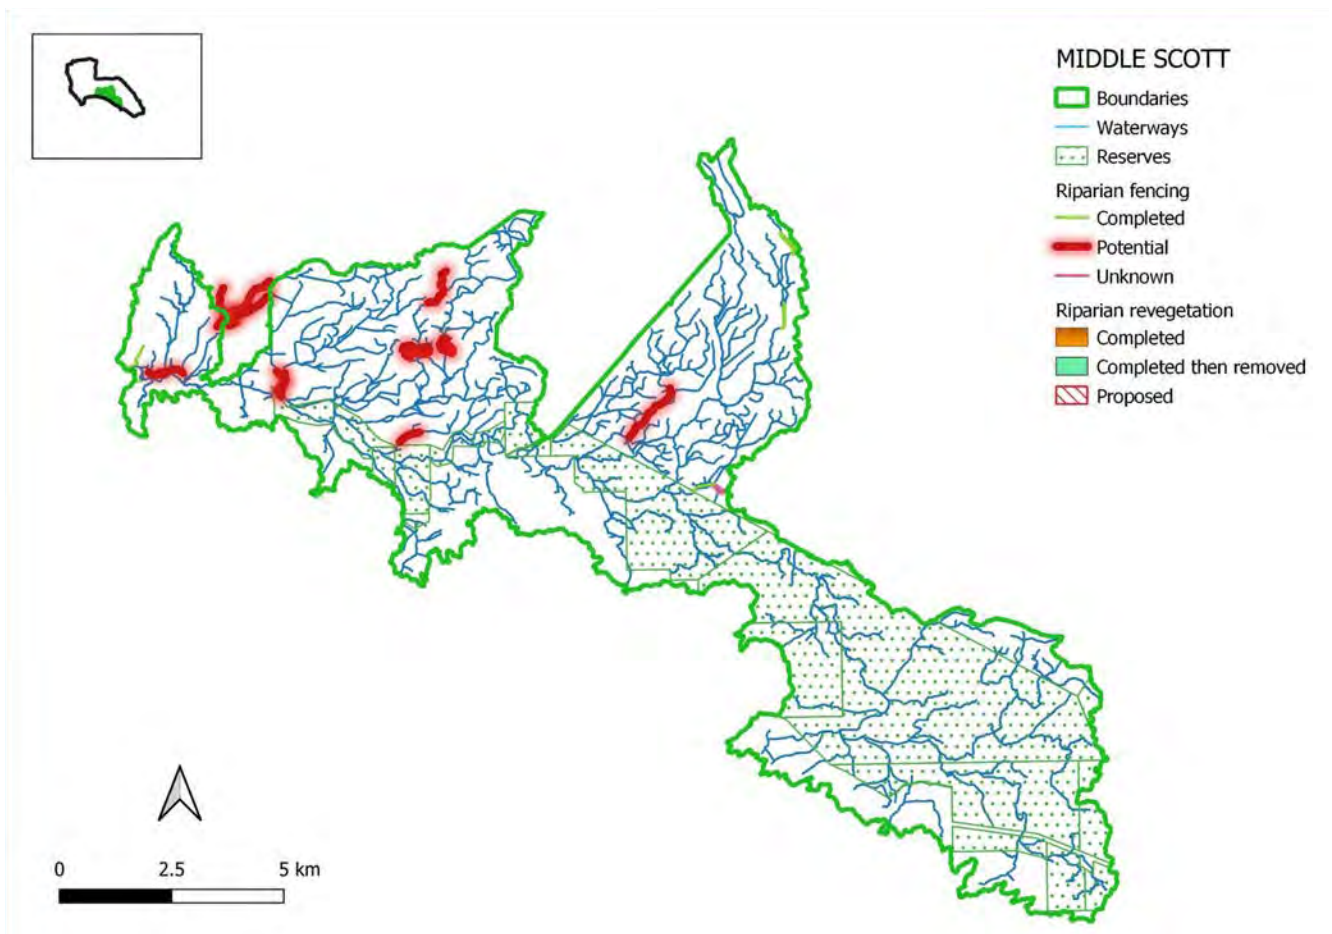 MIDDLE SCOTT
Boundaries
Waterways
Reserves
Riparian fencing
Completed
Potential
Unknown
Riparian revegetation
Completed
Completed then removed
Proposed
0 2.5 5 km